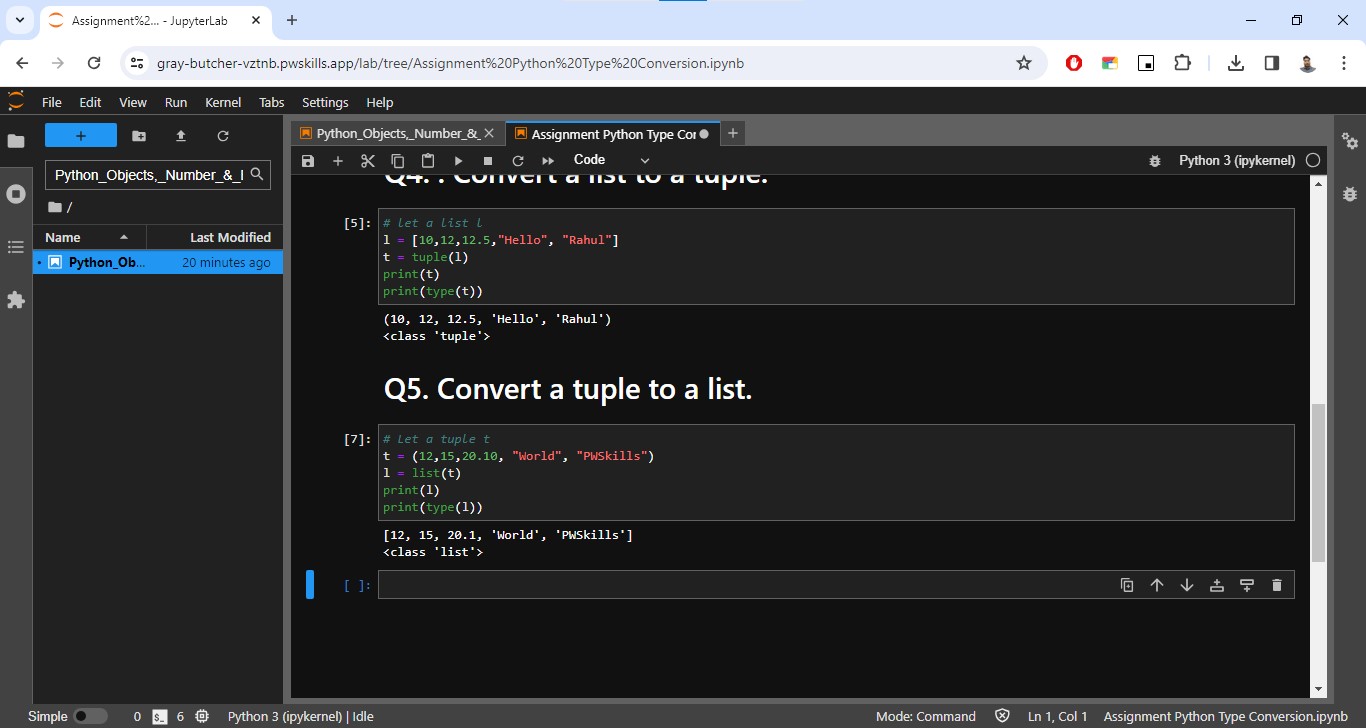 Assignment%2... - JupyterLab
gray-butcher-vztnb.pwskills.app/lab/tree/Assignment%20Python%20Type%20Conversion.ipynb
File Edit View Run Kernel Tabs Settings Help
Python_Objects,_Number_&_
Assignment Python Type Cor
Code
Python 3 (ipykernel)
Python_Objects,_Number_&_
/
Name Last Modified
Python_Ob... 20 minutes ago
Q4. : Convert a list to a tuple.
[5]:
# let a list l
l = [10,12,12.5,"Hello", "Rahul"]
t = tuple(l)
print(t)
print(type(t))
(10, 12, 12.5, 'Hello', 'Rahul')
<class 'tuple'>
Q5. Convert a tuple to a list.
[7]:
# Let a tuple t
t = (12,15,20.10, "World", "PWSkills")
l = list(t)
print(l)
print(type(l))
[12, 15, 20.1, 'World', 'PWSkills']
<class 'list'>
[ ]:
Simple 0 $_ 6 Python 3 (ipykernel) | Idle Mode: Command Ln 1, Col 1 Assignment Python Type Conversion.ipynb